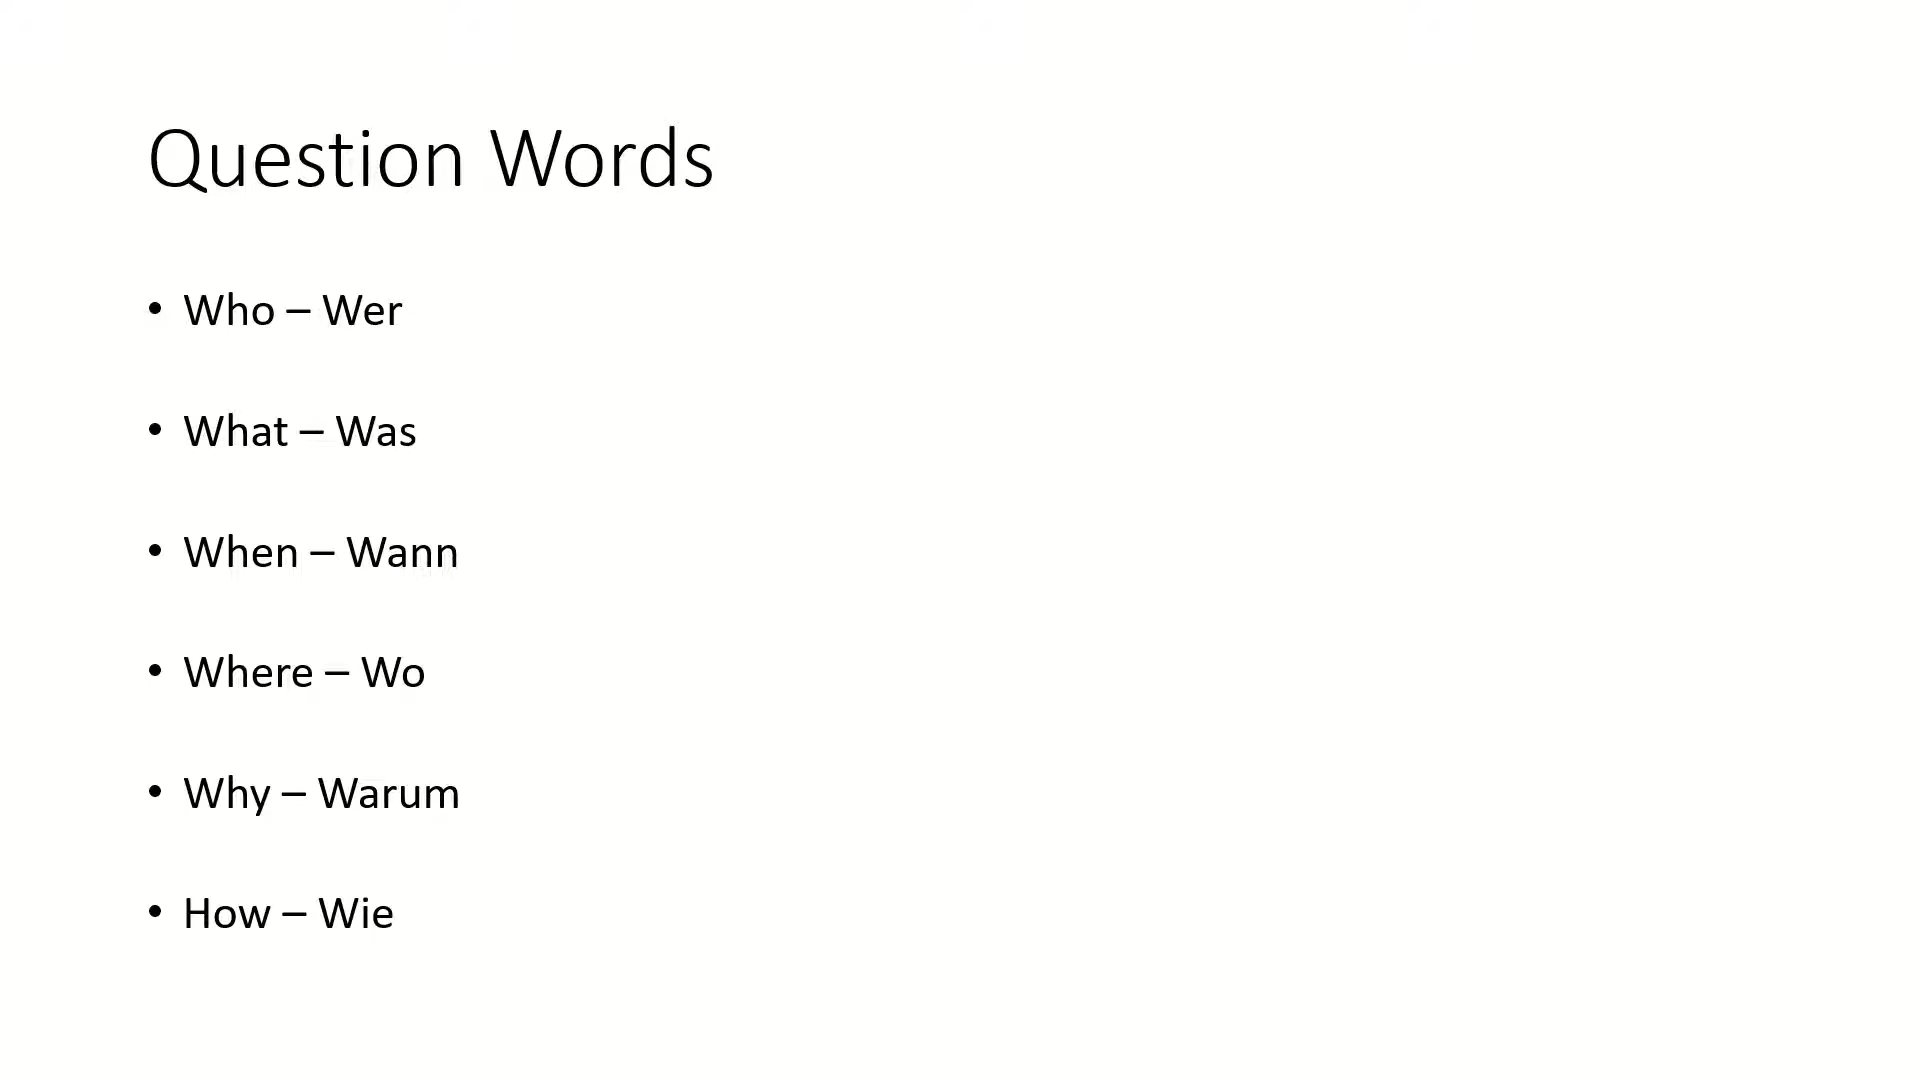 Question Words
• Who – Wer
• What – Was
• When – Wann
• Where – Wo
• Why – Warum
• How – Wie